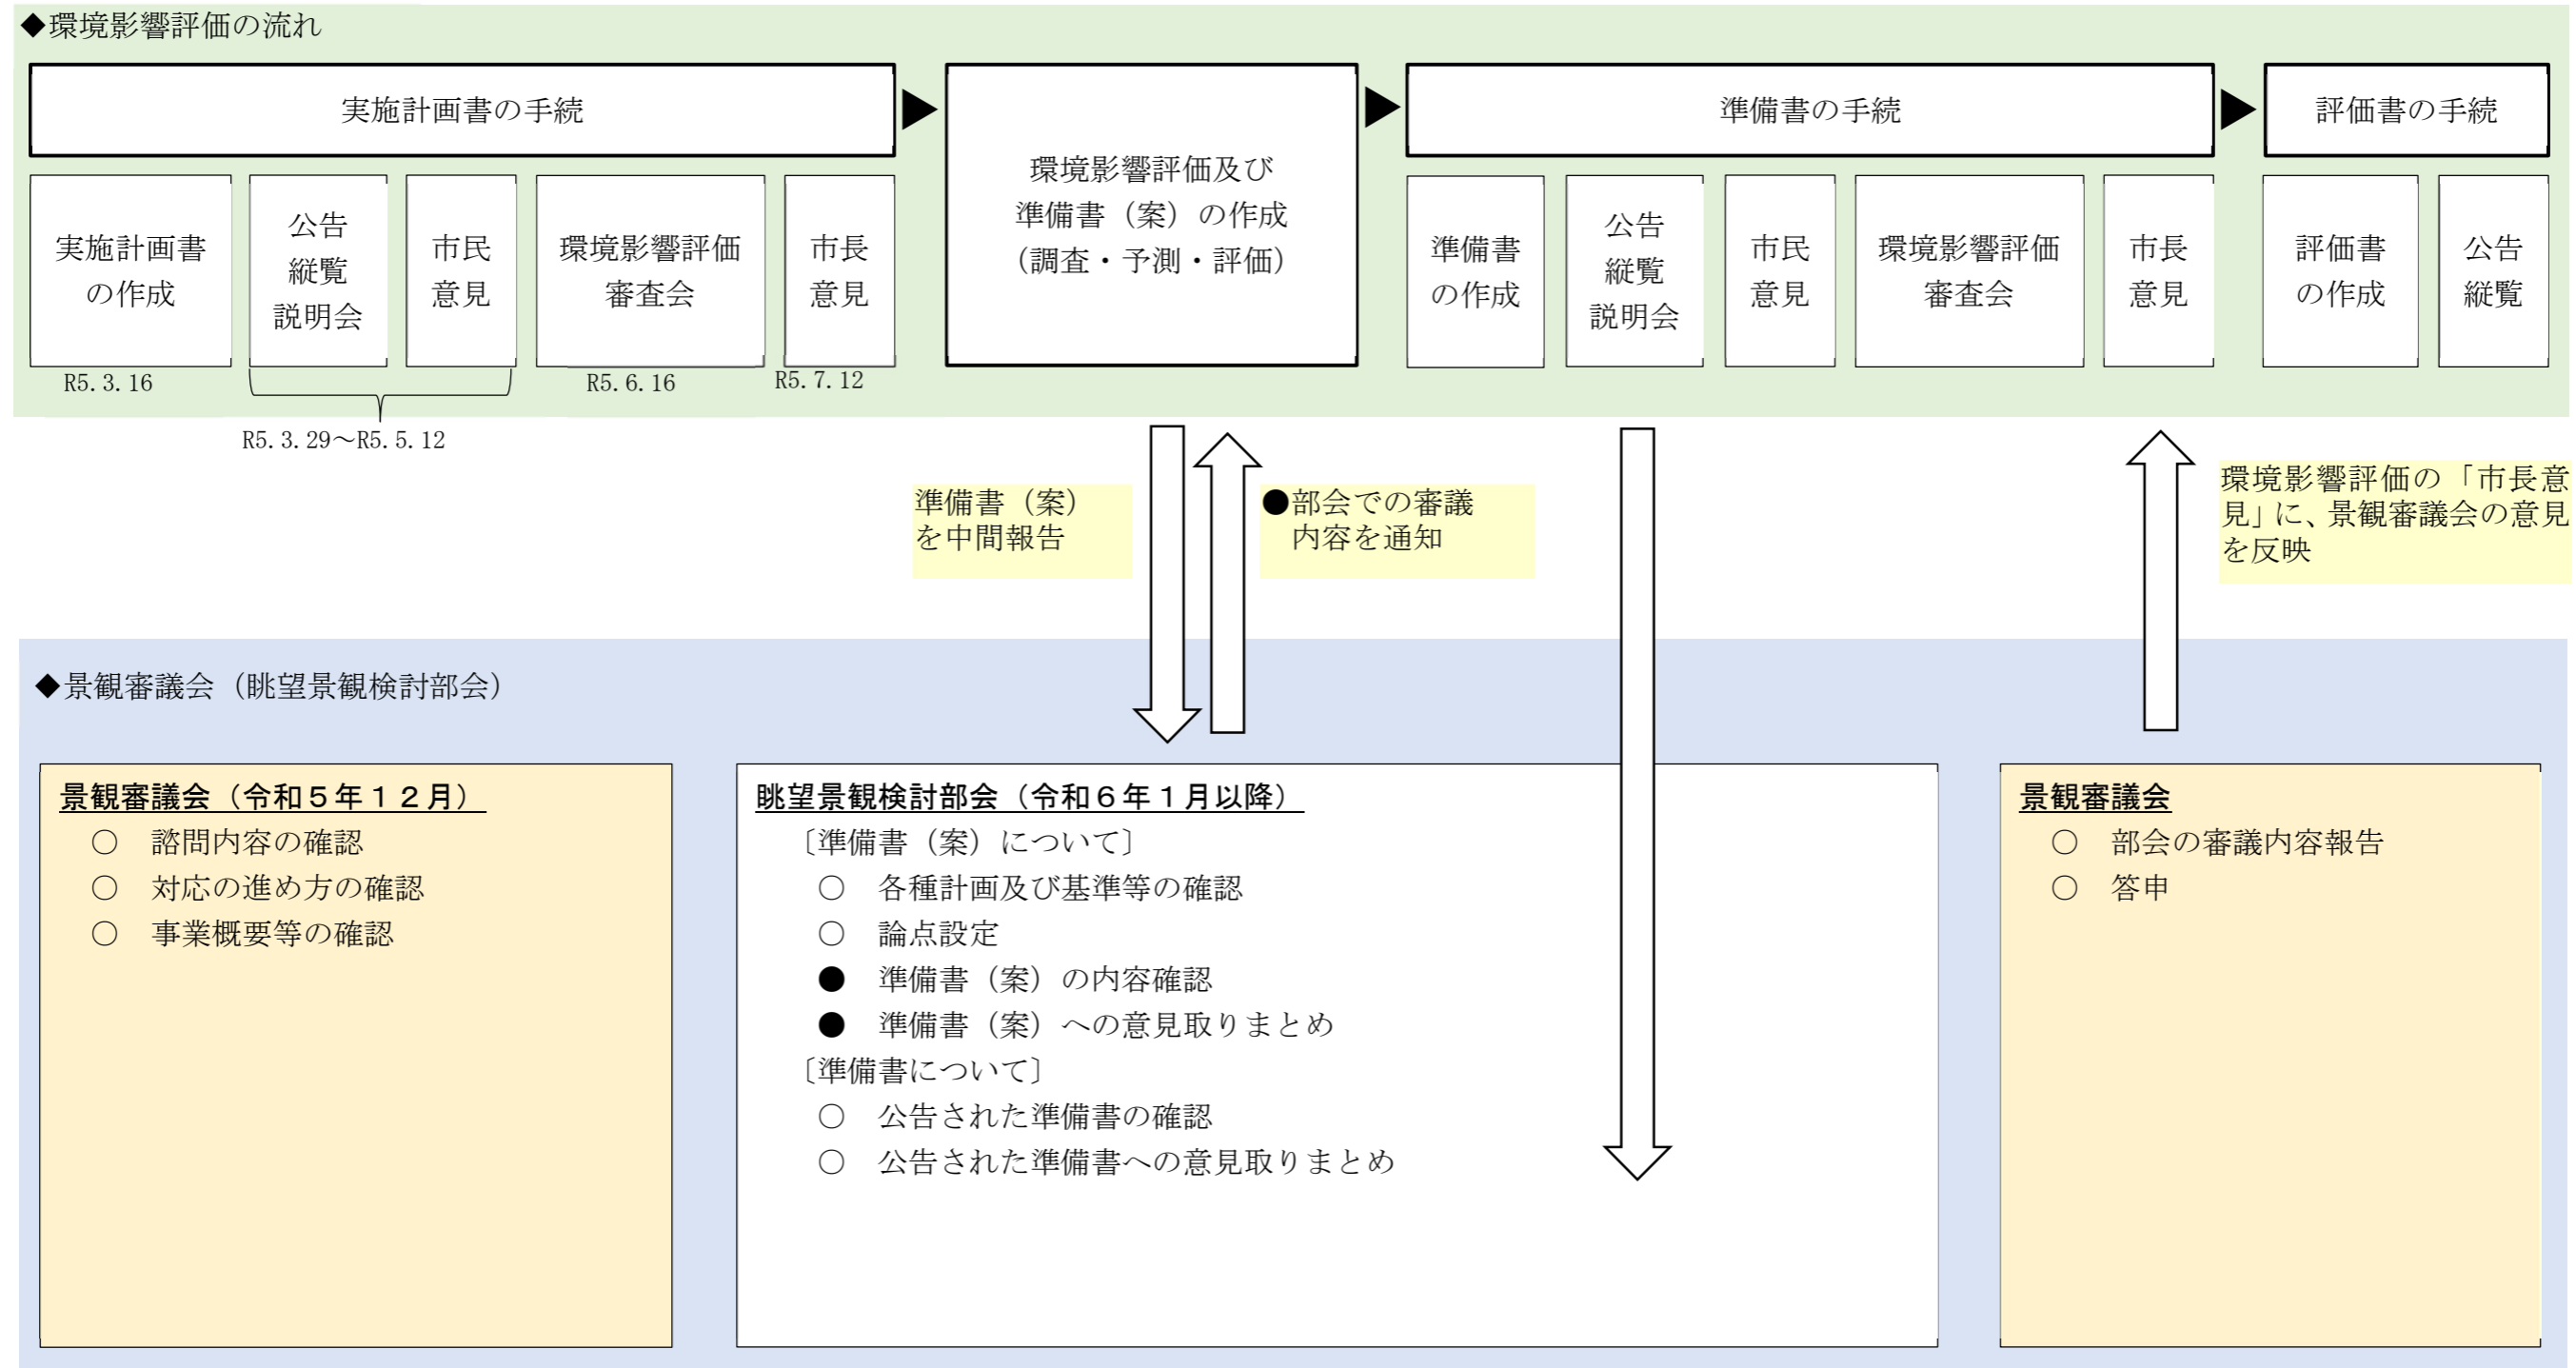 ◆環境影響評価の流れ
実施計画書の手続
環境影響評価及び
準備書（案）の作成
（調査・予測・評価）
準備書の手続
評価書の手続
実施計画書
の作成
公告
縦覧
説明会
市民
意見
環境影響評価
審査会
市長
意見
準備書
の作成
公告
縦覧
説明会
市民
意見
環境影響評価
審査会
市長
意見
評価書
の作成
公告
縦覧
R5.3.16
R5.6.16
R5.7.12
R5.3.29～R5.5.12
準備書（案）
を中間報告
●部会での審議
内容を通知
環境影響評価の「市長意
見」に、景観審議会の意見
を反映
◆景観審議会（眺望景観検討部会）
景観審議会（令和５年１２月）
○　諮問内容の確認
○　対応の進め方の確認
○　事業概要等の確認
眺望景観検討部会（令和６年１月以降）
〔準備書（案）について〕
○　各種計画及び基準等の確認
○　論点設定
●　準備書（案）の内容確認
●　準備書（案）への意見取りまとめ
〔準備書について〕
○　公告された準備書の確認
○　公告された準備書への意見取りまとめ
景観審議会
○　部会の審議内容報告
○　答申